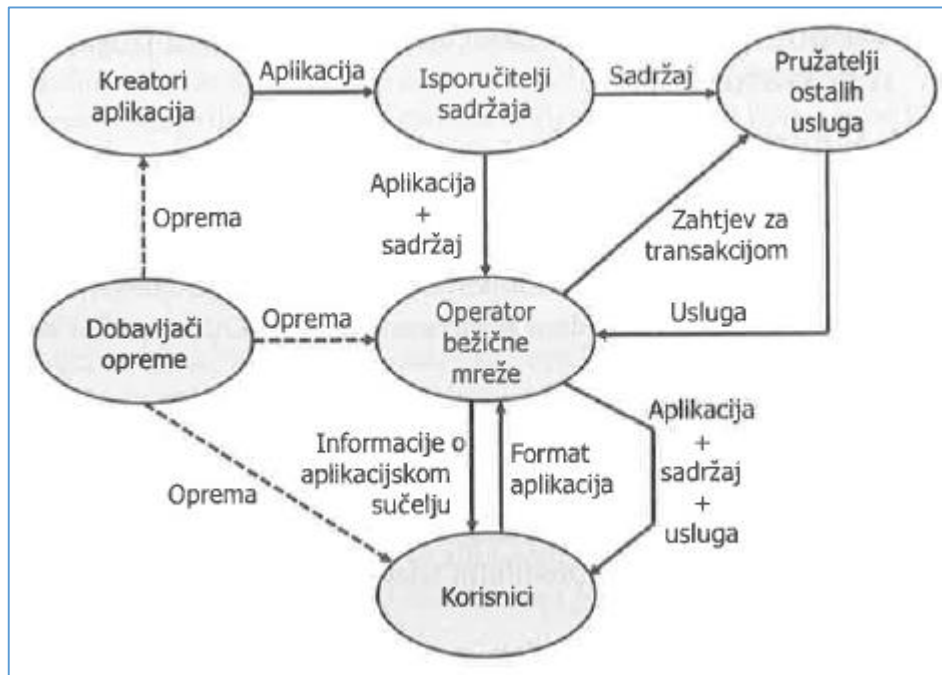 Kreatori
aplikacija
Aplikacija
Isporučitelji
sadržaja
Sadržaj
Pružatelji
ostalih
usluga
Oprema
Aplikacija
+
sadržaj
Zahtjev za
transakcijom
Dobavljači
opreme
Oprema
Operator
bežične
mreže
Usluga
Oprema
Informacije o
aplikacijskom
sučelju
Format
aplikacija
Aplikacija
+
sadržaj
+
usluga
Korisnici